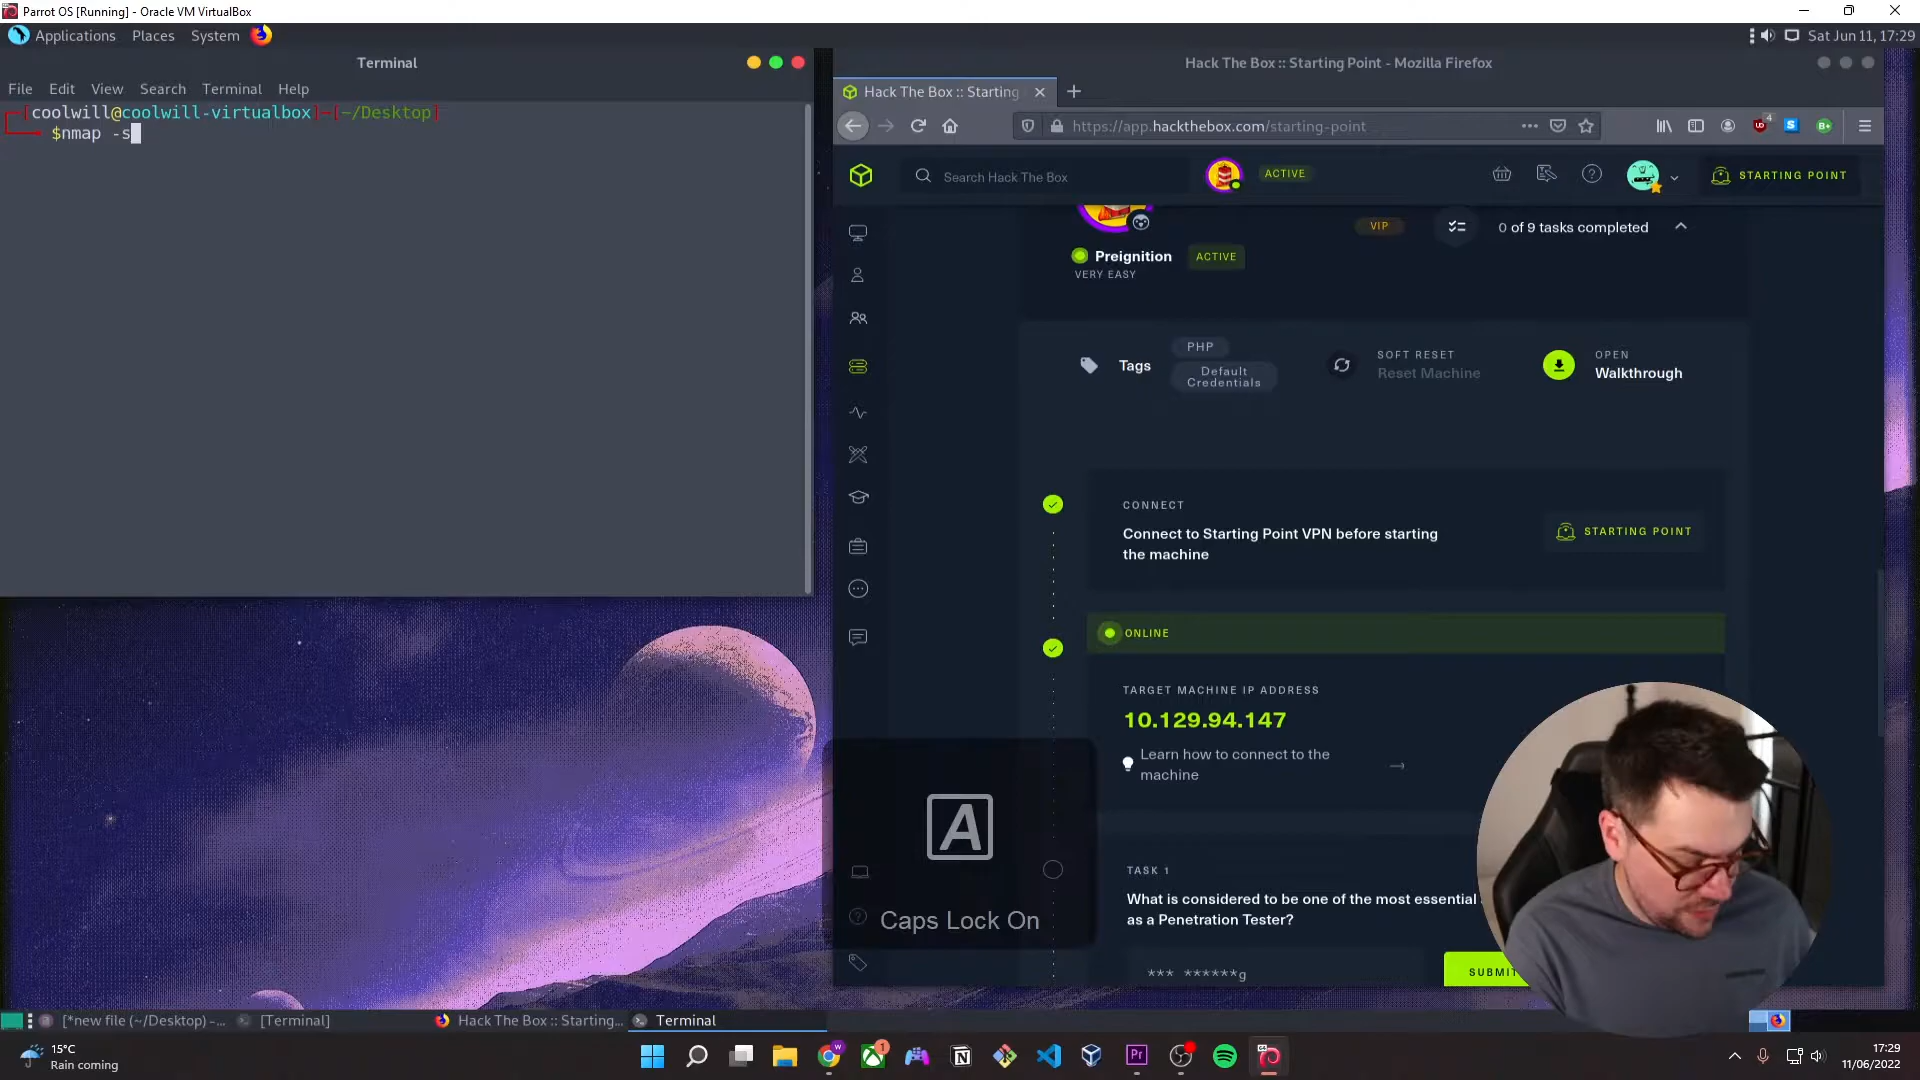 Parrot OS [Running] - Oracle VM VirtualBox
Applications Places System
Sat Jun 11, 17:29
Terminal
File Edit View Search Terminal Help
[coolwill@coolwill-virtualbox]-[~/Desktop]
$nmap -s
Hack The Box :: Starting Point - Mozilla Firefox
Hack The Box :: Starting
https://app.hackthebox.com/starting-point
4
S
B+
Search Hack The Box
ACTIVE
STARTING POINT
VIP
0 of 9 tasks completed
Preignition
ACTIVE
VERY EASY
Tags
PHP
Default
Credentials
SOFT RESET
Reset Machine
OPEN
Walkthrough
CONNECT
Connect to Starting Point VPN before starting
the machine
STARTING POINT
ONLINE
TARGET MACHINE IP ADDRESS
10.129.94.147
Learn how to connect to the
machine
A
Caps Lock On
TASK 1
What is considered to be one of the most essential
as a Penetration Tester?
*** ******g
SUBMI
[*new file (~/Desktop) -...
[Terminal]
Hack The Box :: Starting...
Terminal
15°C
Rain coming
w
1
N
Pr
17:29
11/06/2022